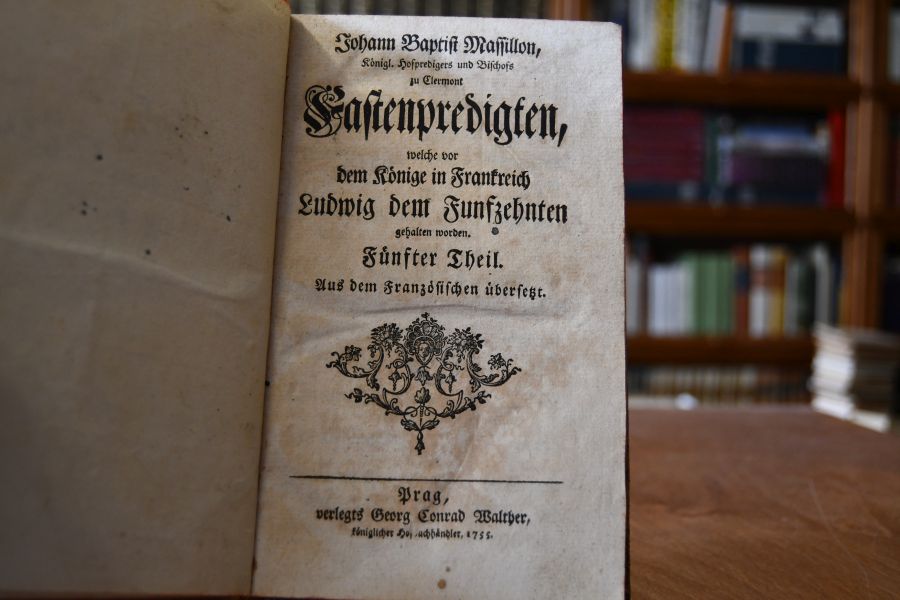 Johann Baptist Massillon,
Königl. Hofpredigers und Bischofs
zu Clermont
Fastenpredigten,
welche vor
dem Könige in Frankreich
Ludwig dem Funfzehnten
gehalten worden.
Fünfter Theil.
Aus dem Französischen übersetzt.
Prag,
verlegts Georg Conrad Walther,
königlicher 1755.